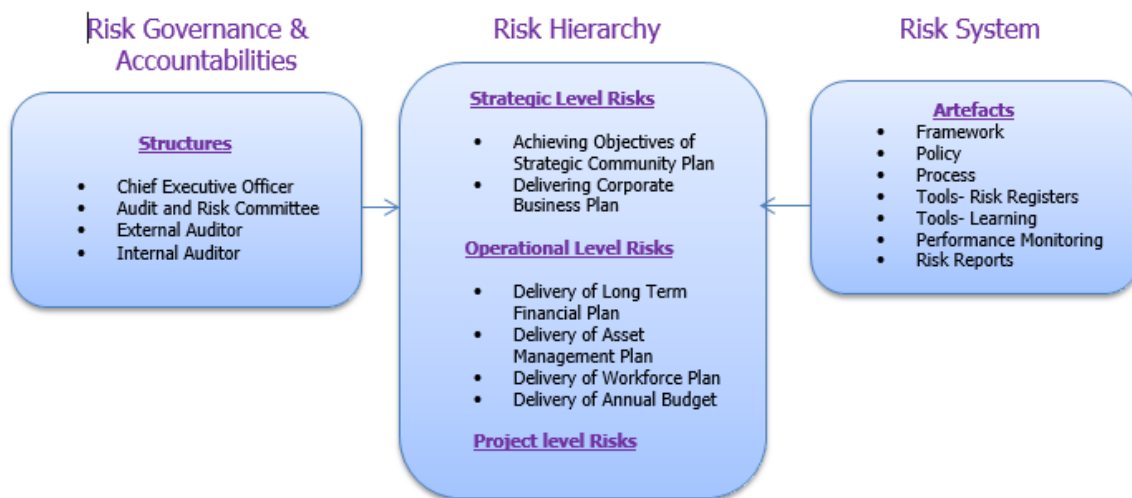 Risk Governance &
Accountabilities
Structures
• Chief Executive Officer
• Audit and Risk Committee
• External Auditor
• Internal Auditor
Risk Hierarchy
Strategic Level Risks
• Achieving Objectives of
Strategic Community Plan
• Delivering Corporate
Business Plan
Operational Level Risks
• Delivery of Long Term
Financial Plan
• Delivery of Asset
Management Plan
• Delivery of Workforce Plan
• Delivery of Annual Budget
Project level Risks
Risk System
Artefacts
• Framework
• Policy
• Process
• Tools- Risk Registers
• Tools- Learning
• Performance Monitoring
• Risk Reports